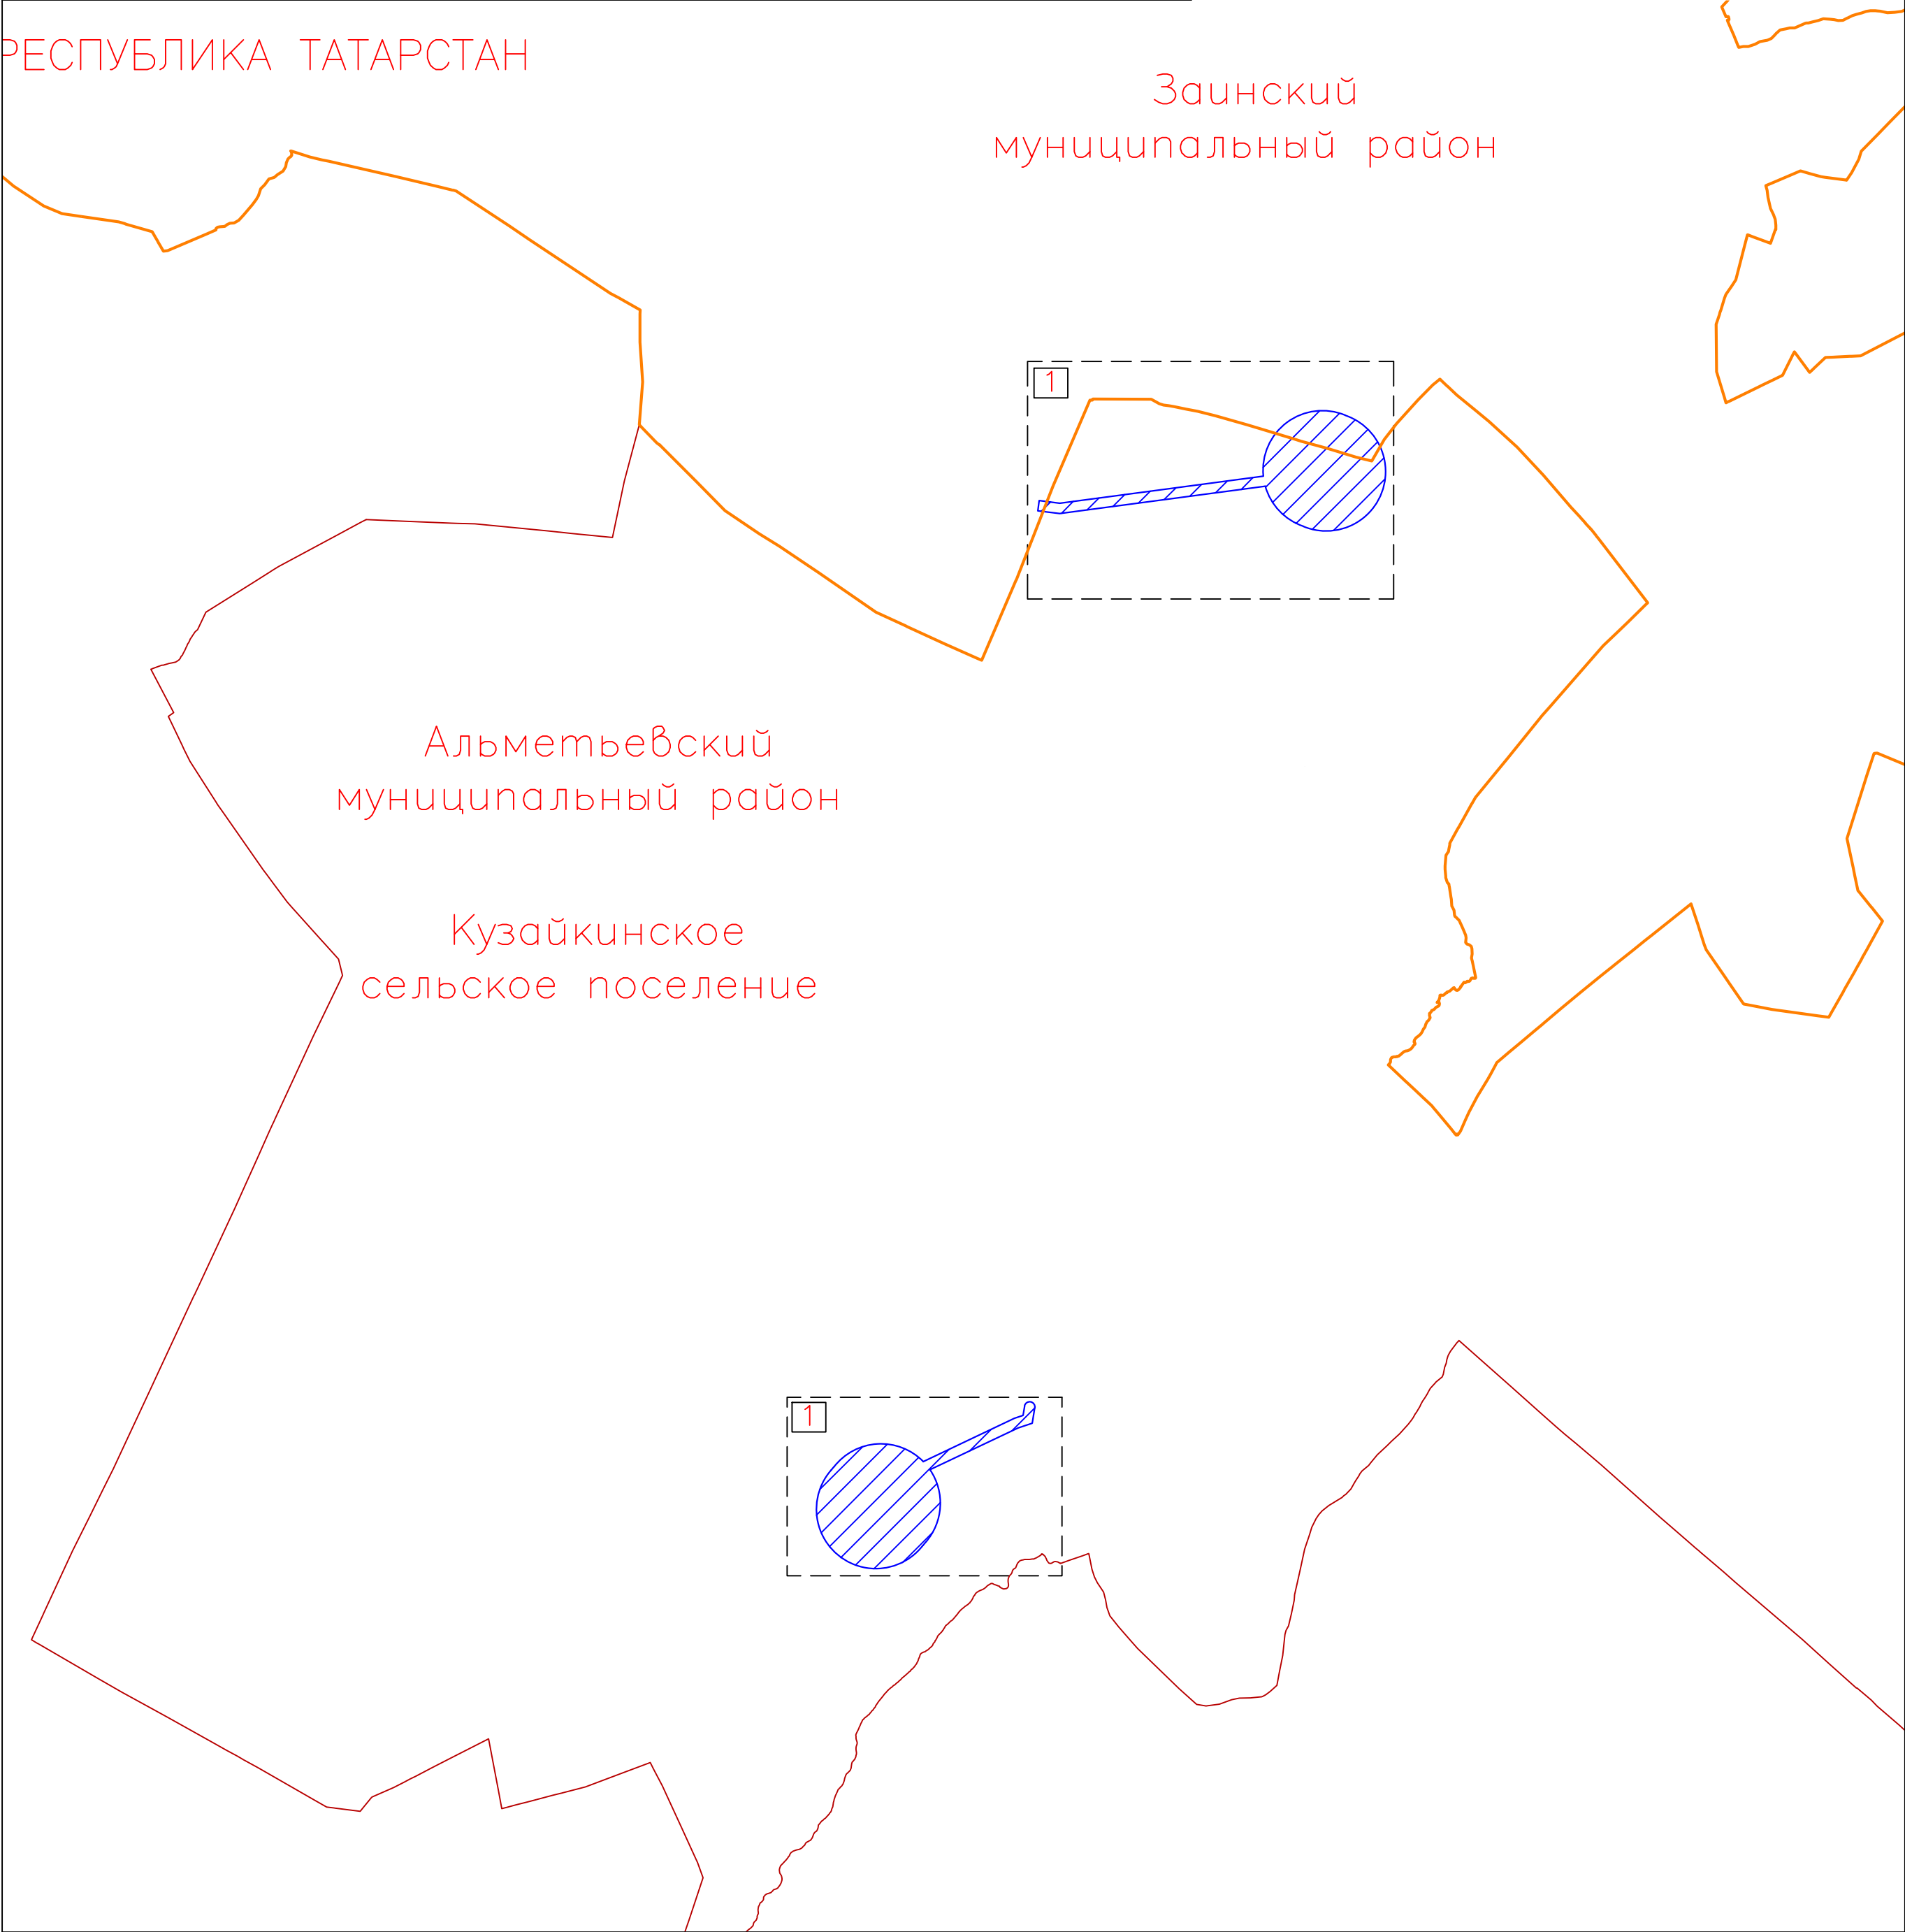 РЕСПУБЛИКА ТАТАРСТАН
Заинский
муниципальный район
1
Альметьевский
муниципальный район
Кузайкинское
сельское поселение
1